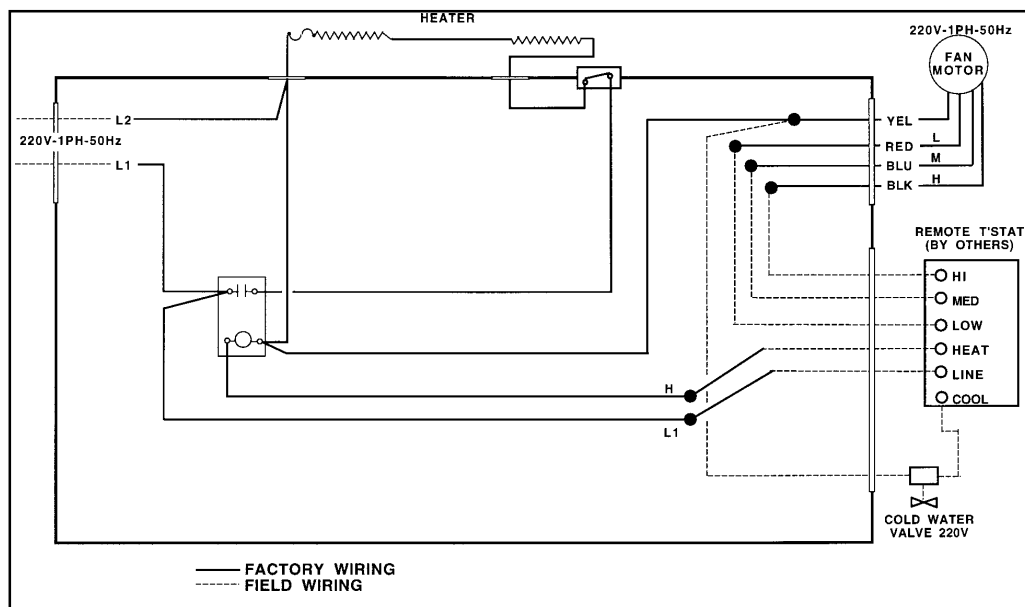 HEATER
220V-1PH-50Hz
FAN
MOTOR
L2
220V-1PH-50Hz
L1
YEL
RED L
BLU M
BLK H
REMOTE T'STAT
(BY OTHERS)
HI
MED
LOW
HEAT
LINE
COOL
H
L1
COLD WATER
VALVE 220V
FACTORY WIRING
FIELD WIRING